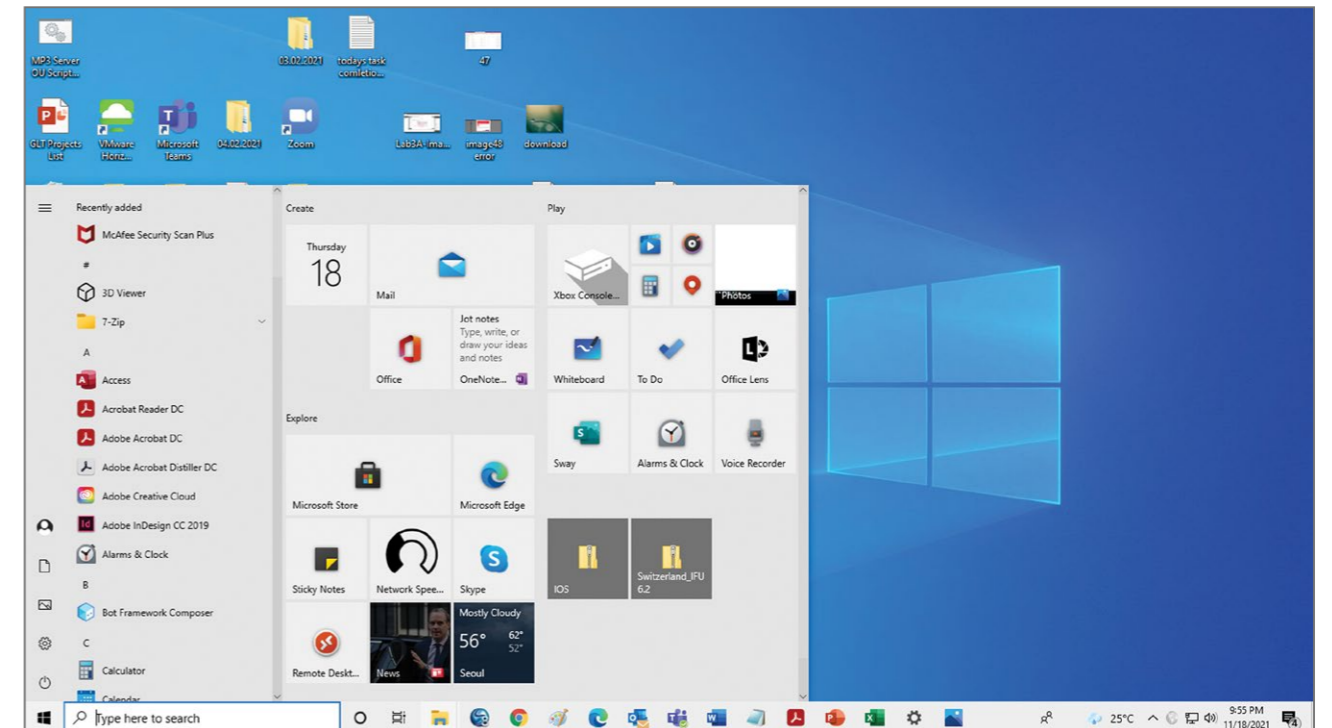 MP3 Server
OU Script...
03.02.2021
todays task
comletio...
47
GLT Projects
List
VMware
Horiz...
Microsoft
Teams
04.02.2021
Zoom
Lab3A- ima...
image48
error
download
Recently added
McAfee Security Scan Plus
#
3D Viewer
7-Zip
A
Access
Acrobat Reader DC
Adobe Acrobat DC
Adobe Acrobat Distiller DC
Adobe Creative Cloud
Adobe InDesign CC 2019
Alarms & Clock
B
Bot Framework Composer
C
Calculator
Calendar
Create
Thursday
18
Mail
Office
Jot notes
Type, write, or
draw your ideas
and notes
OneNote...
Explore
Microsoft Store
Microsoft Edge
Sticky Notes
Network Spee...
Skype
Remote Deskt...
News
Mostly Cloudy
56°
62°
52°
Seoul
Play
Xbox Console...
Photos
Whiteboard
To Do
Office Lens
Sway
Alarms & Clock
Voice Recorder
IOS
Switzerland_IFU
6.2
Type here to search
25°C
9:55 PM
11/18/2021
4